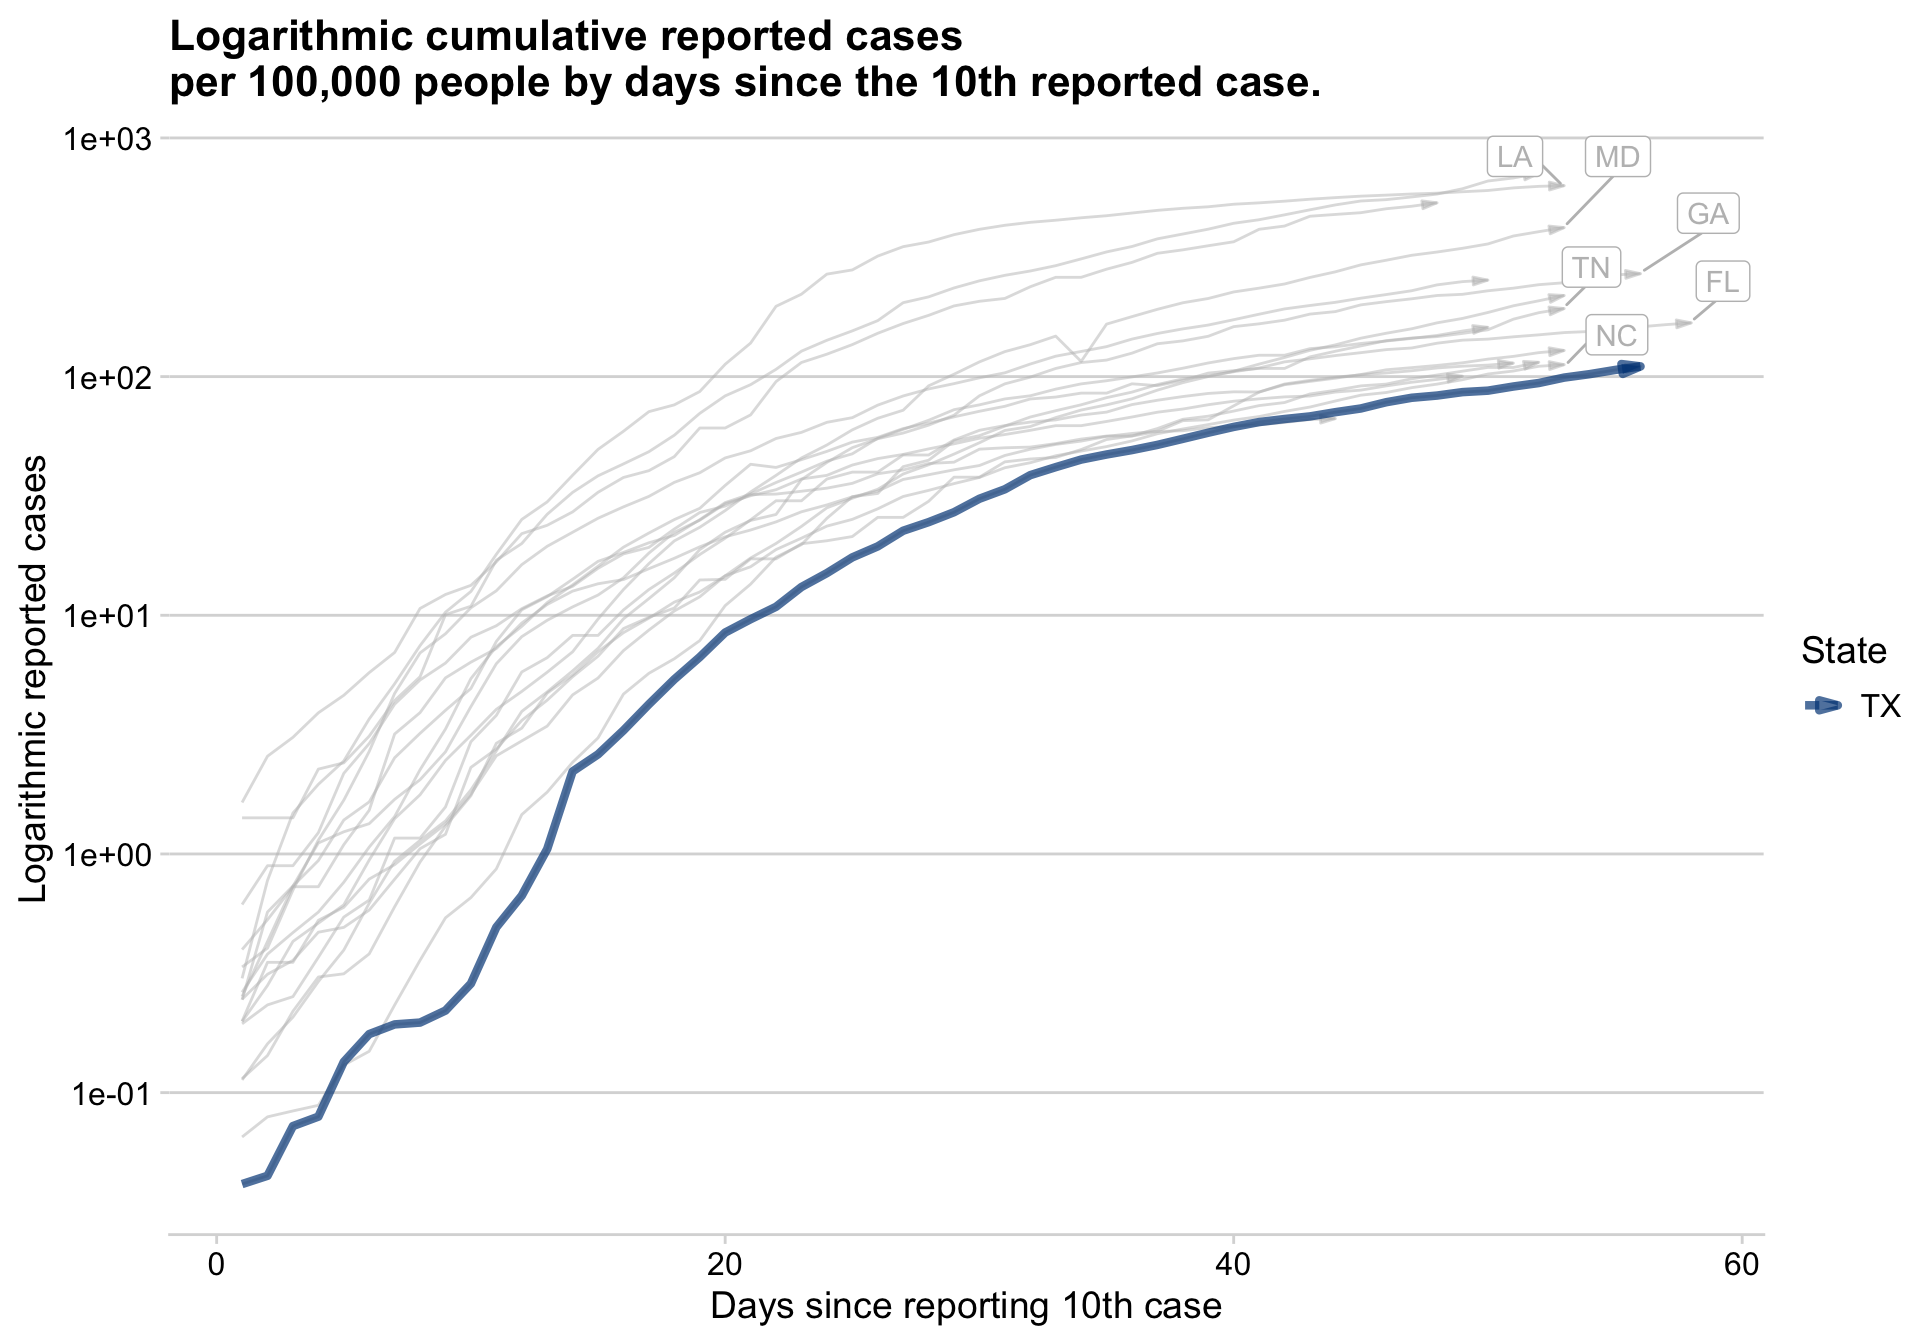 Logarithmic cumulative reported cases
per 100,000 people by days since the 10th reported case.
1e+03
1e+02
1e+01
1e+00
1e-01
Logarithmic reported cases
LA
MD
GA
TN
FL
NC
State
TX
0
20
40
60
Days since reporting 10th case